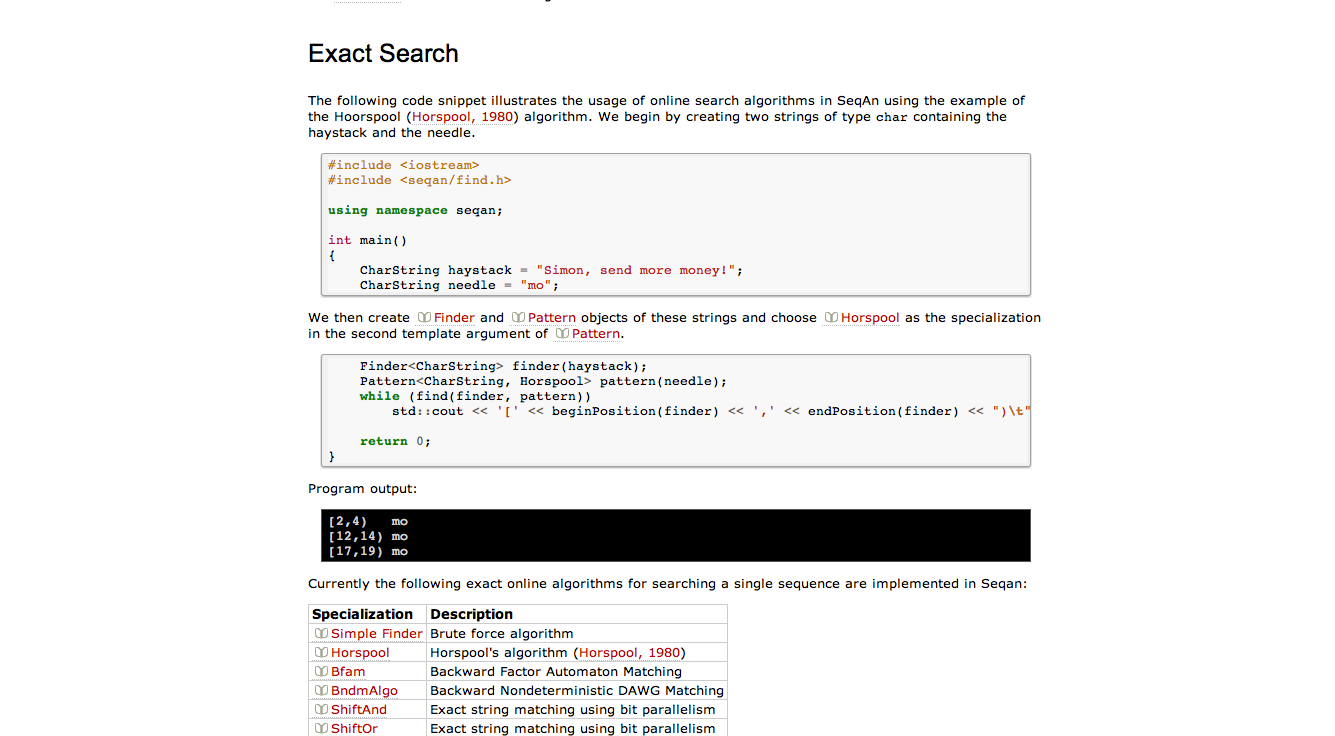 Exact Search
The following code snippet illustrates the usage of online search algorithms in SeqAn using the example of
the Hoorspool (Horspool, 1980) algorithm. We begin by creating two strings of type char containing the
haystack and the needle.
#include <iostream>
#include <seqan/find.h>
using namespace seqan;
int main()
{
    CharString haystack = "Simon, send more money!";
    CharString needle = "mo";
We then create Finder and Pattern objects of these strings and choose Horspool as the specialization
in the second template argument of Pattern.
    Finder<CharString> finder(haystack);
    Pattern<CharString, Horspool> pattern(needle);
    while (find(finder, pattern))
        std::cout << '[' << beginPosition(finder) << ',' << endPosition(finder) << ")\t"
    return 0;
}
Program output:
[2,4)   mo
[12,14) mo
[17,19) mo
Currently the following exact online algorithms for searching a single sequence are implemented in Seqan:
Specialization Description
Simple Finder Brute force algorithm
Horspool Horspool's algorithm (Horspool, 1980)
Bfam Backward Factor Automaton Matching
BndmAlgo Backward Nondeterministic DAWG Matching
ShiftAnd Exact string matching using bit parallelism
ShiftOr Exact string matching using bit parallelism